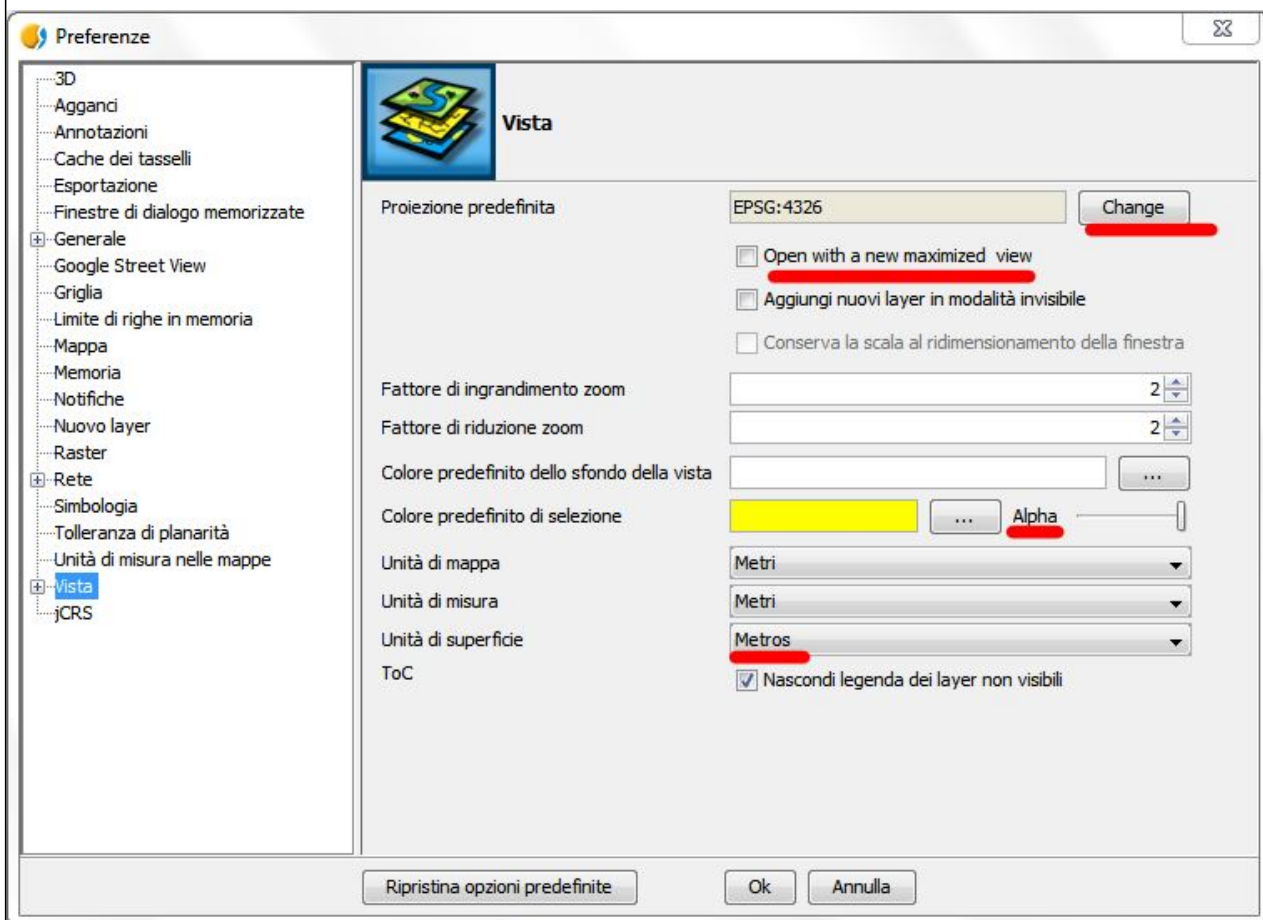 Preferenze
3D
Agganci
Annotazioni
Cache dei tasselli
Esportazione
Finestre di dialogo memorizzate
Generale
Google Street View
Griglia
Limite di righe in memoria
Mappa
Memoria
Notifiche
Nuovo layer
Raster
Rete
Simbologia
Tolleranza di planarità
Unità di misura nelle mappe
Vista
jCRS
Vista
Proiezione predefinita EPSG:4326 Change
Open with a new maximized view
Aggiungi nuovi layer in modalità invisibile
Conserva la scala al ridimensionamento della finestra
Fattore di ingrandimento zoom 2
Fattore di riduzione zoom 2
Colore predefinito dello sfondo della vista ...
Colore predefinito di selezione ... Alpha
Unità di mappa Metri
Unità di misura Metri
Unità di superficie Metros
ToC Nascondi legenda dei layer non visibili
Ripristina opzioni predefinite Ok Annulla